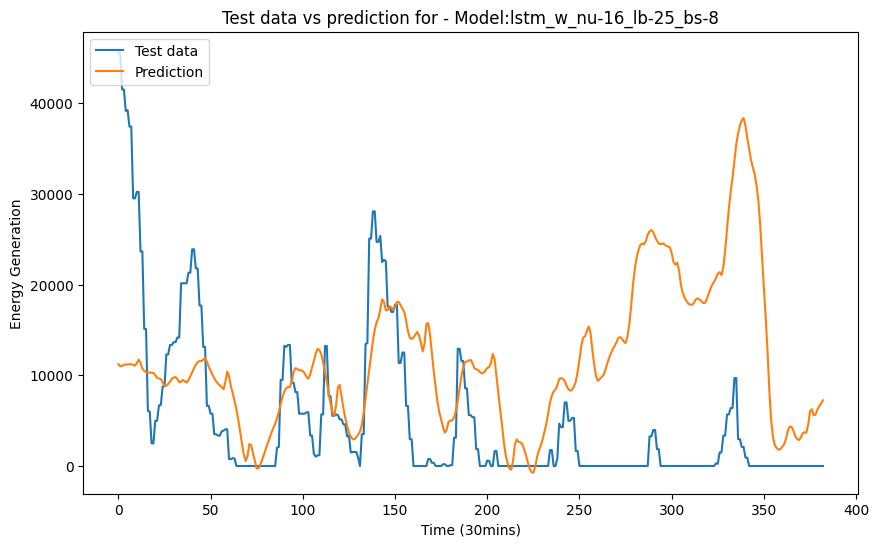 Test data vs prediction for - Model:lstm_w_nu-16_lb-25_bs-8
Test data
Prediction
Energy Generation
40000
30000
20000
10000
0
0 50 100 150 200 250 300 350 400
Time (30mins)